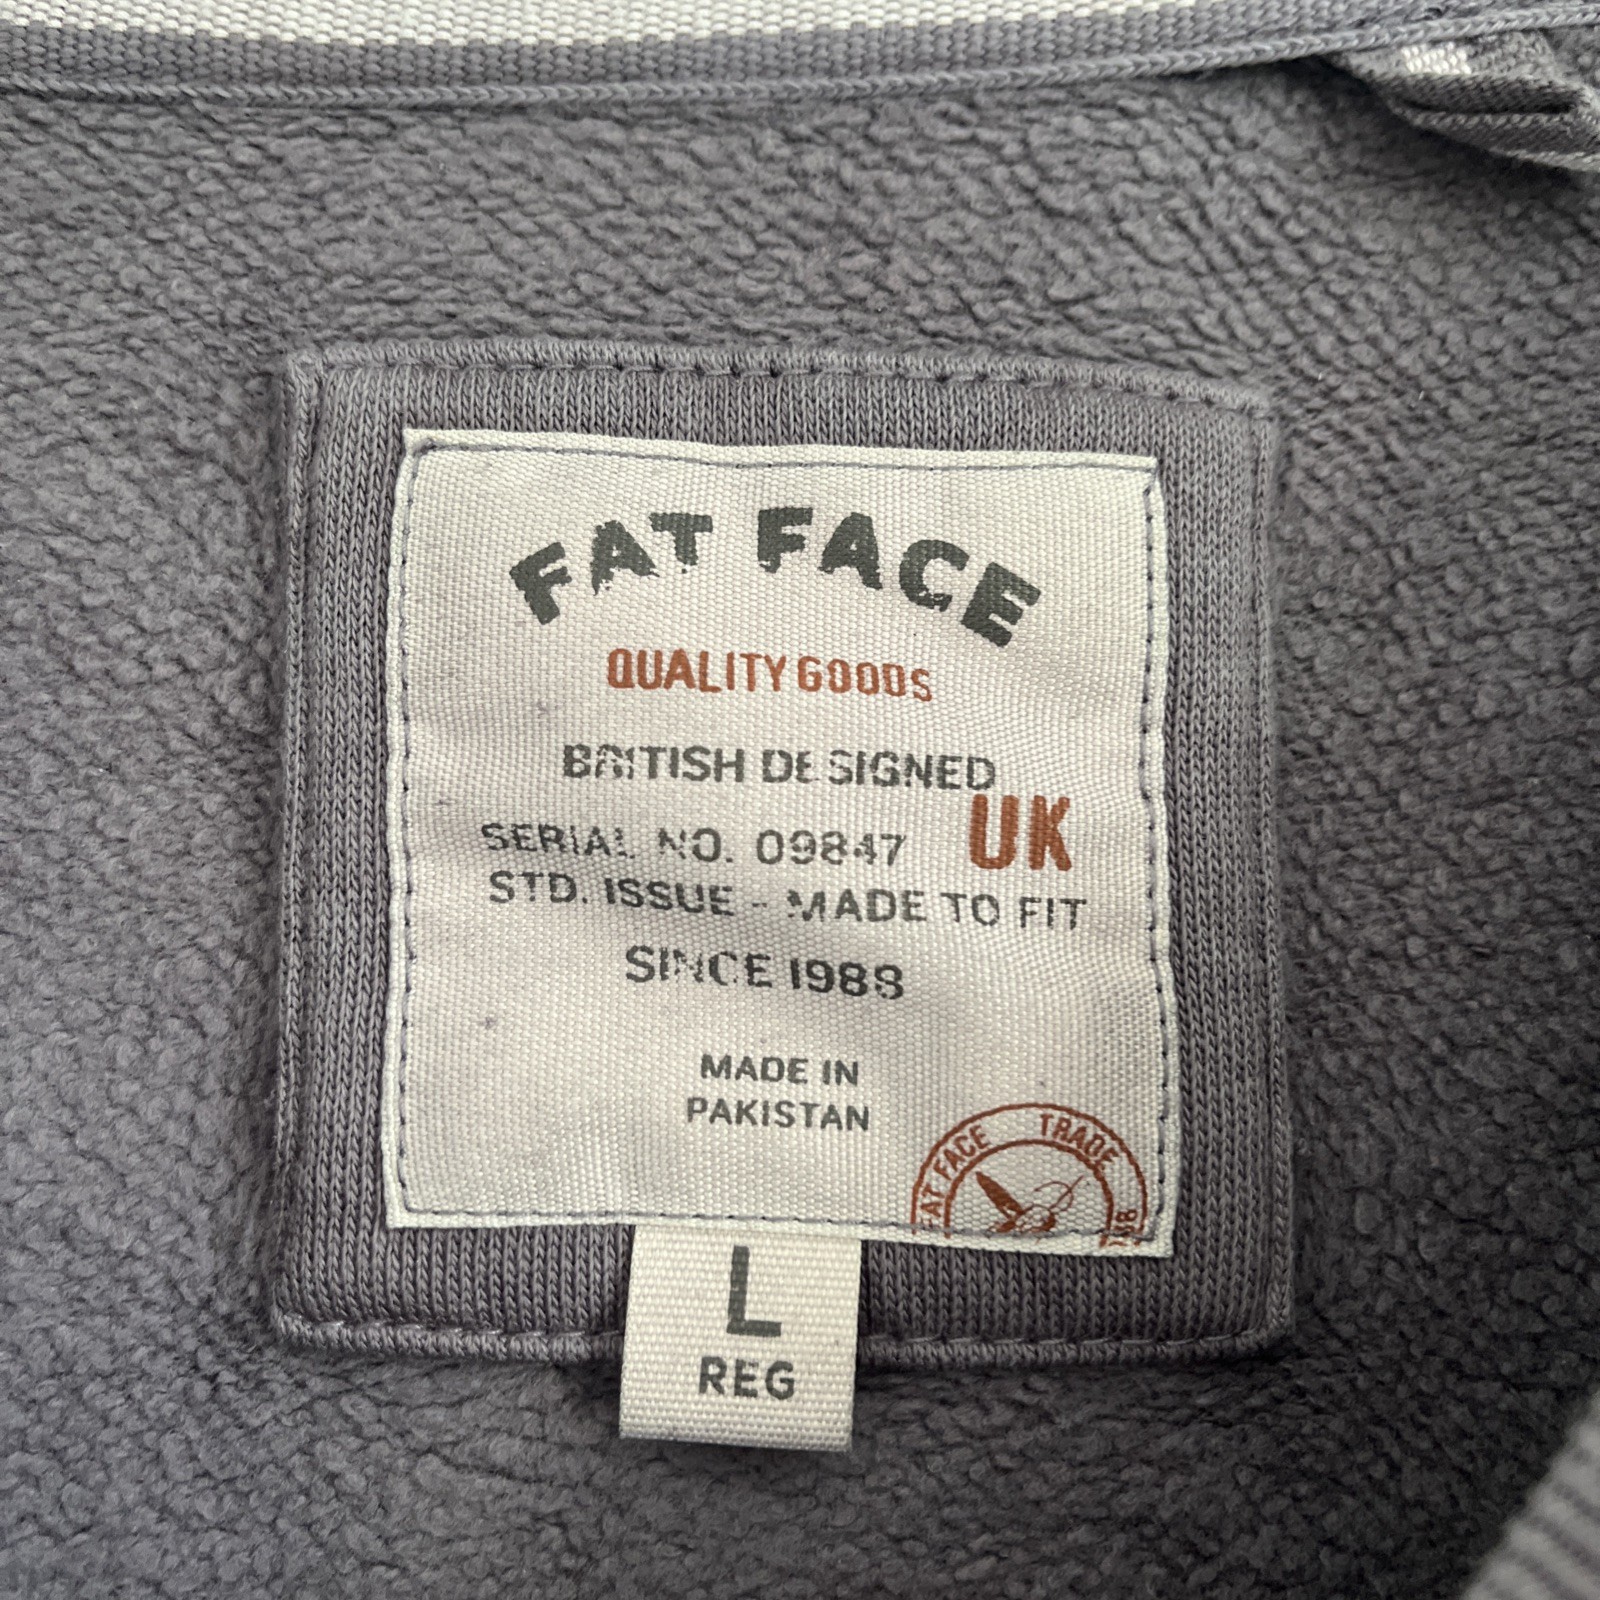 FAT FACE
QUALITY GOODS
BRITISH DESIGNED
UK
SERIAL NO. 09847
STD. ISSUE - MADE TO FIT
SINCE 1988
MADE IN
PAKISTAN
FAT FACE TRADE
L
REG